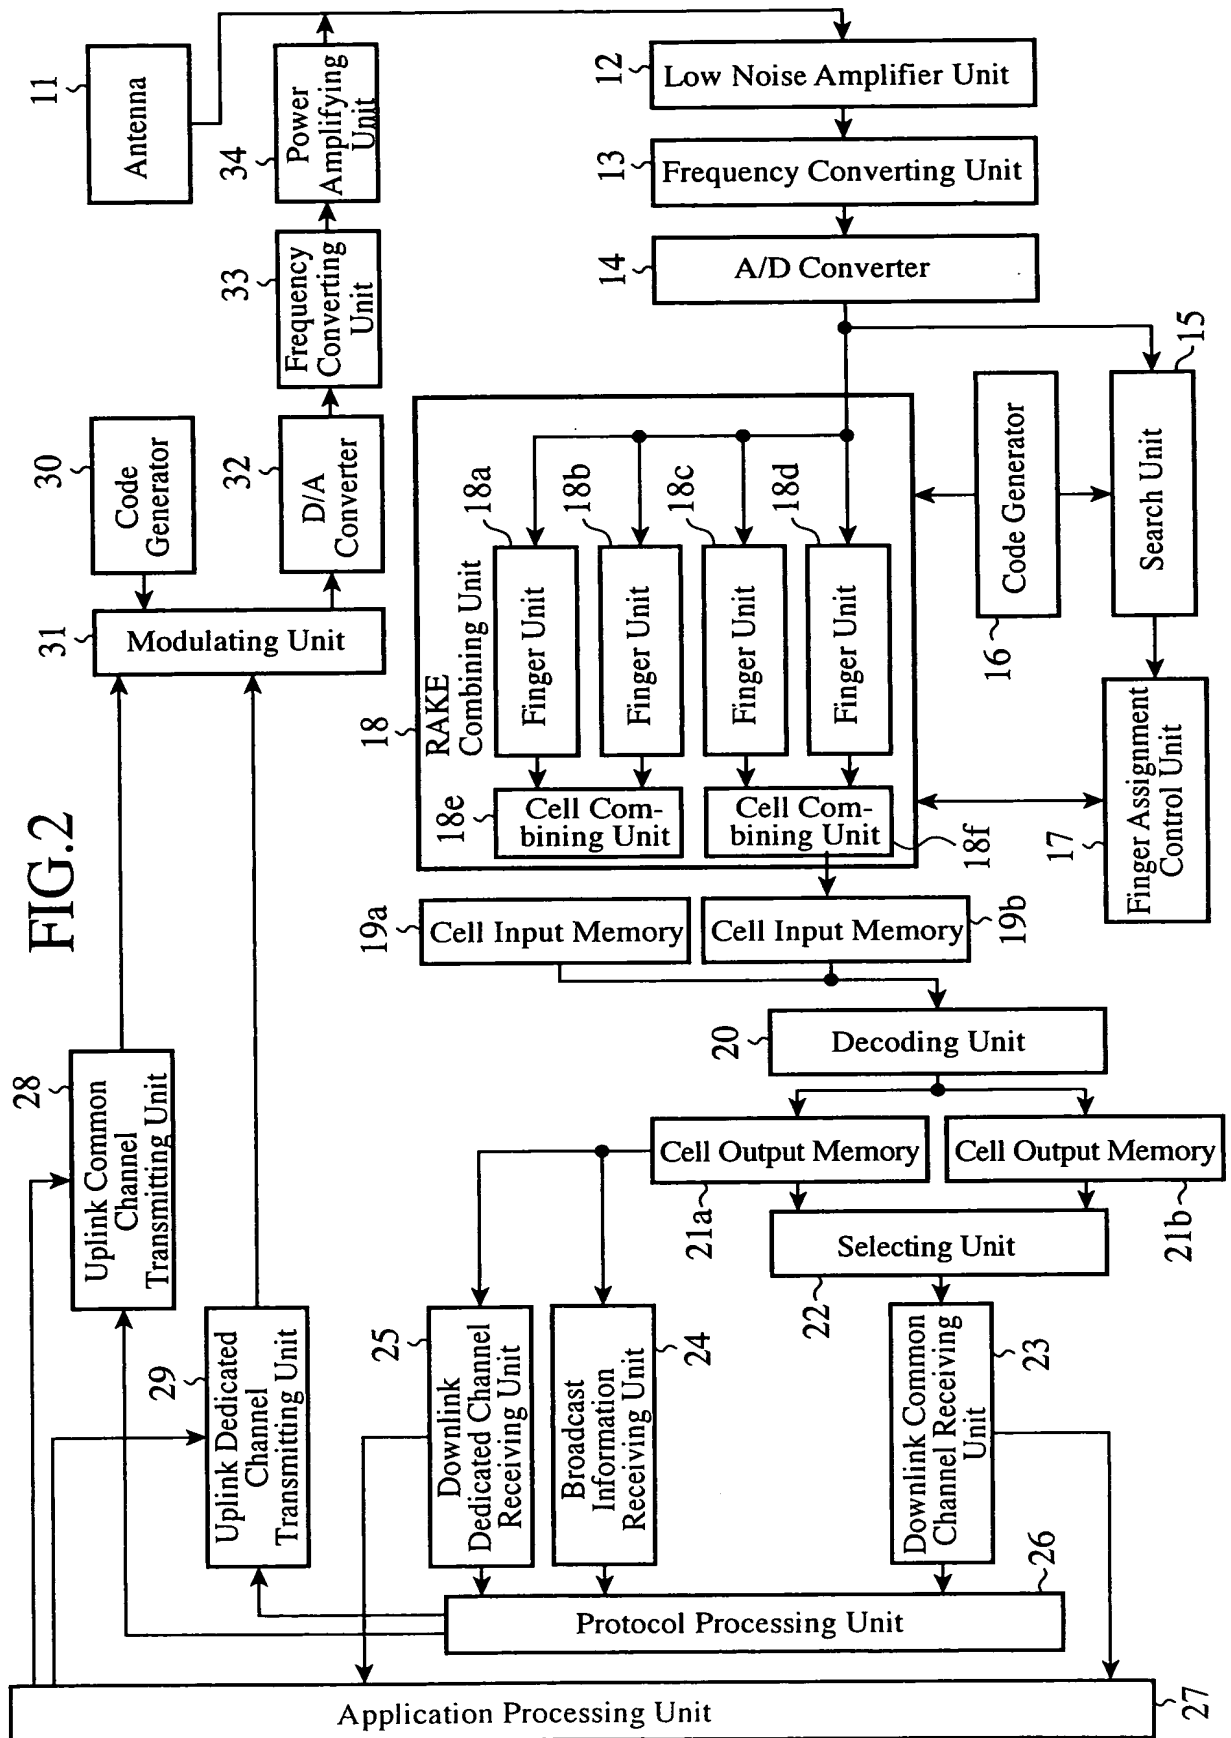 FIG.2
11
Antenna
34
Power
Amplifying
Unit
33
Frequency
Converting
Unit
32
D/A
Converter
30
Code
Generator
31
Modulating Unit
12
Low Noise Amplifier Unit
13
Frequency Converting Unit
14
A/D Converter
15
Search Unit
16
Code Generator
17
Finger Assignment
Control Unit
18
RAKE
Combining Unit
18a
Finger Unit
18b
Finger Unit
18c
Finger Unit
18d
Finger Unit
18e
Cell Com-
bining Unit
Cell Com-
bining Unit
18f
19a
Cell Input Memory
Cell Input Memory
19b
20
Decoding Unit
Cell Output Memory
21a
Cell Output Memory
21b
Selecting Unit
22
28
Uplink Common
Channel
Transmitting Unit
29
Uplink Dedicated
Channel
Transmitting Unit
25
Downlink
Dedicated Channel
Receiving Unit
24
Broadcast
Information
Receiving Unit
23
Downlink Common
Channel Receiving
Unit
26
Protocol Processing Unit
Application Processing Unit
27